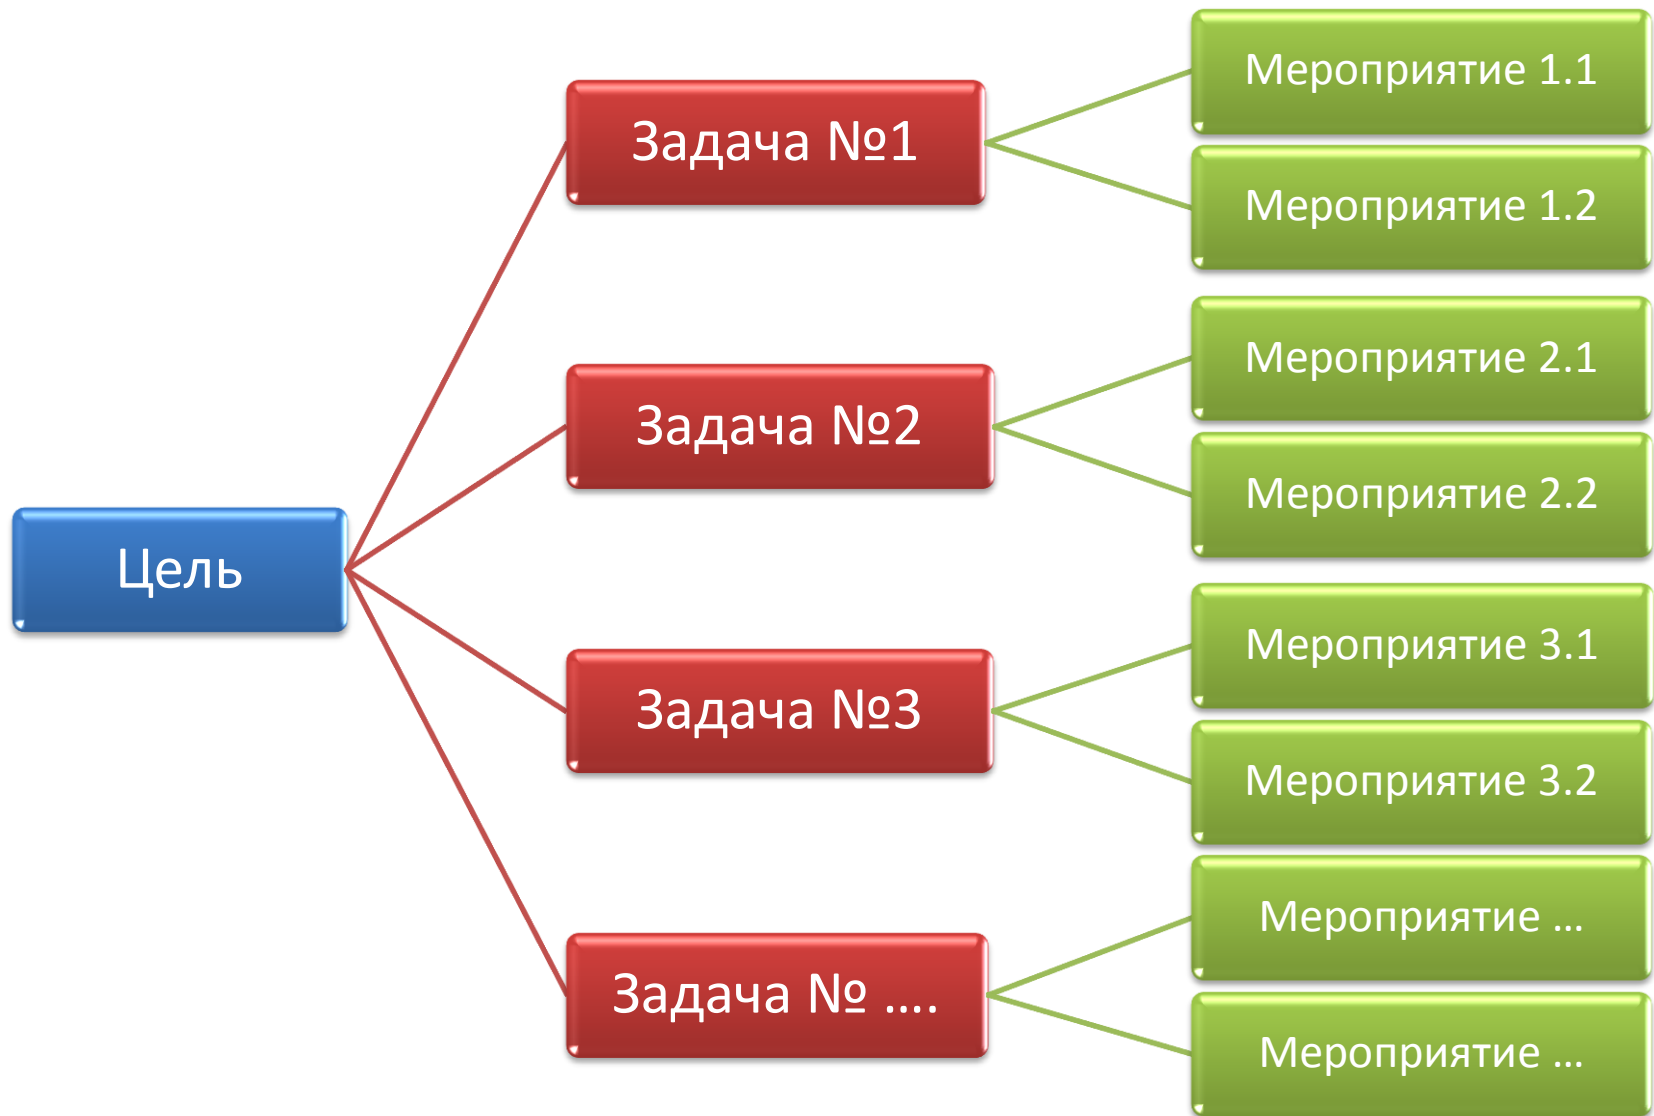 Цель
Задача №1
Мероприятие 1.1
Мероприятие 1.2
Задача №2
Мероприятие 2.1
Мероприятие 2.2
Задача №3
Мероприятие 3.1
Мероприятие 3.2
Задача № ....
Мероприятие ...
Мероприятие ...